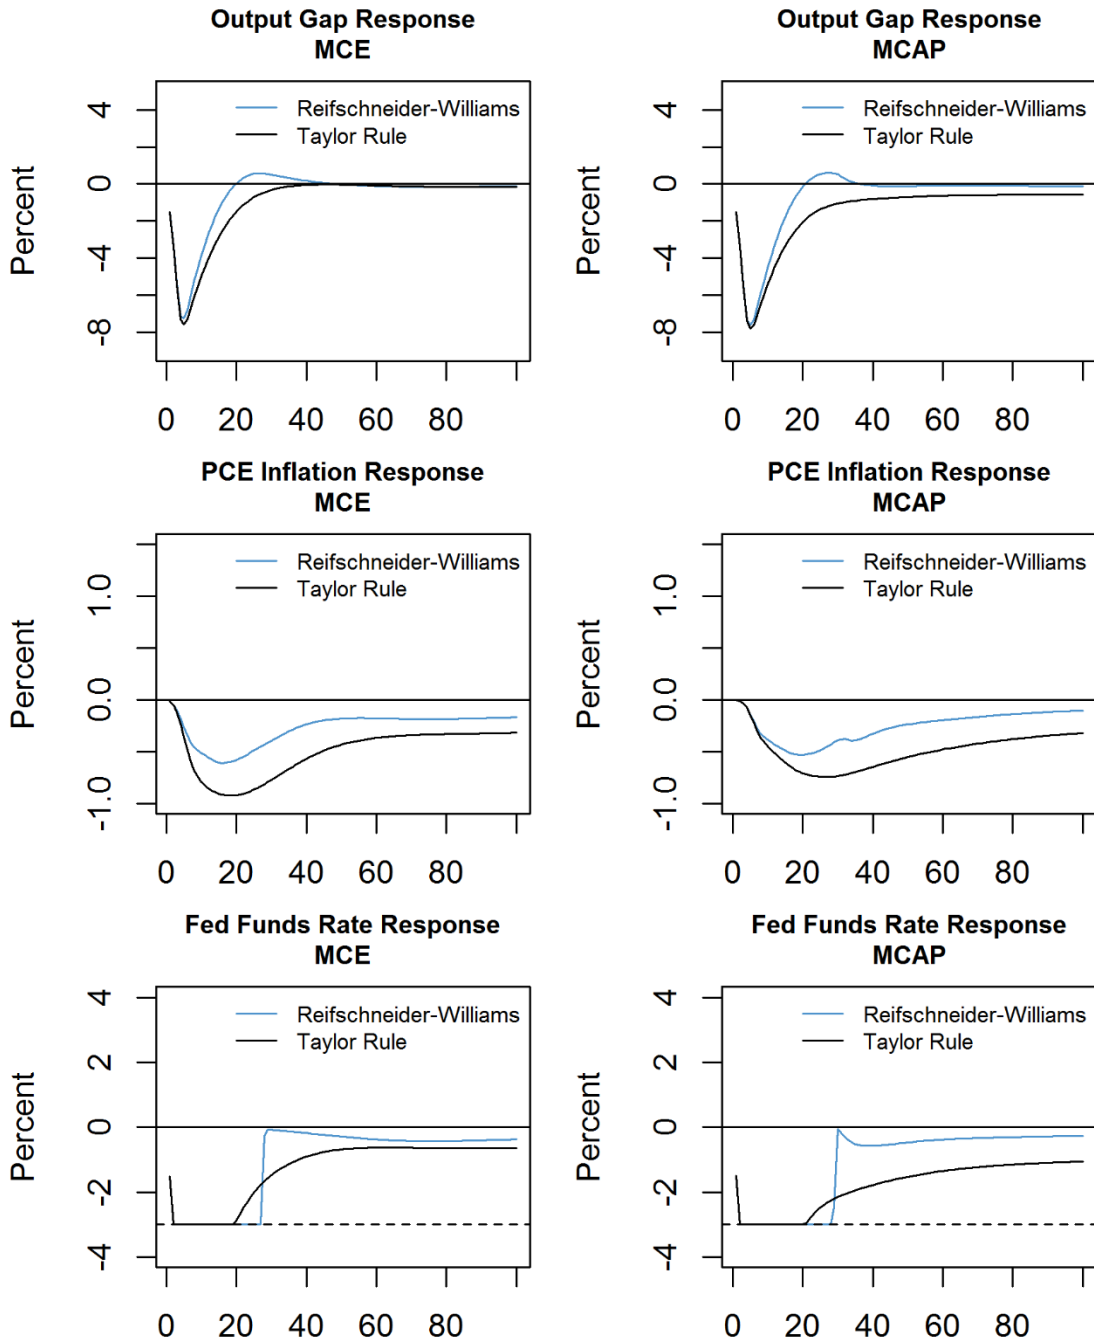 Output Gap Response
MCE
Reifschneider-Williams
Taylor Rule
Percent
4
0
-4
-8
0 20 40 60 80
Output Gap Response
MCAP
Reifschneider-Williams
Taylor Rule
Percent
4
0
-4
-8
0 20 40 60 80
PCE Inflation Response
MCE
Reifschneider-Williams
Taylor Rule
Percent
1.0
0.0
-1.0
0 20 40 60 80
PCE Inflation Response
MCAP
Reifschneider-Williams
Taylor Rule
Percent
1.0
0.0
-1.0
0 20 40 60 80
Fed Funds Rate Response
MCE
Reifschneider-Williams
Taylor Rule
Percent
4
2
0
-2
-4
0 20 40 60 80
Fed Funds Rate Response
MCAP
Reifschneider-Williams
Taylor Rule
Percent
4
2
0
-2
-4
0 20 40 60 80